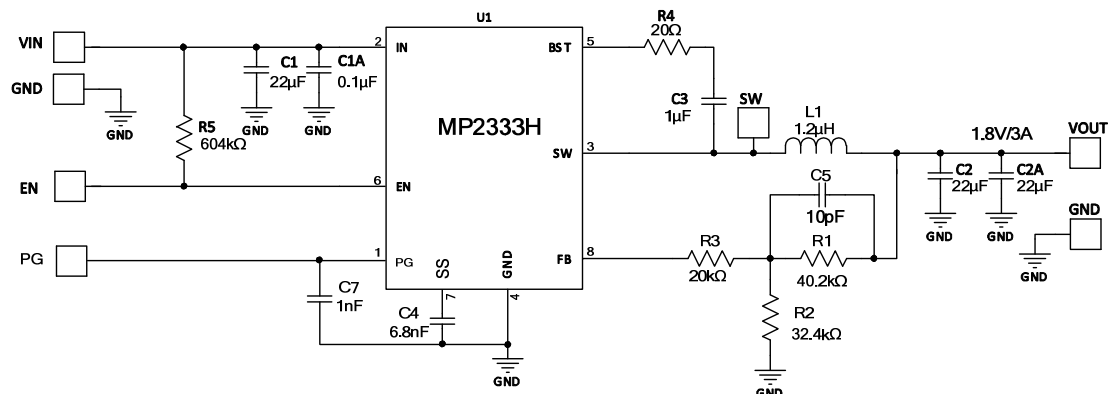 U1
VIN
2
IN
BST
5
R4
20Ω
C1
22µF
C1A
0.1µF
GND
GND
GND
GND
C3
1µF
SW
R5
604kΩ
MP2333H
L1
1.2µH
1.8V/3A
VOUT
SW
3
EN
6
EN
C5
10pF
C2
22µF
C2A
22µF
GND
GND
GND
GND
PG
1
PG
SS
GND
FB
8
R3
20kΩ
R1
40.2kΩ
C7
1nF
7
4
C4
6.8nF
R2
32.4kΩ
GND
GND